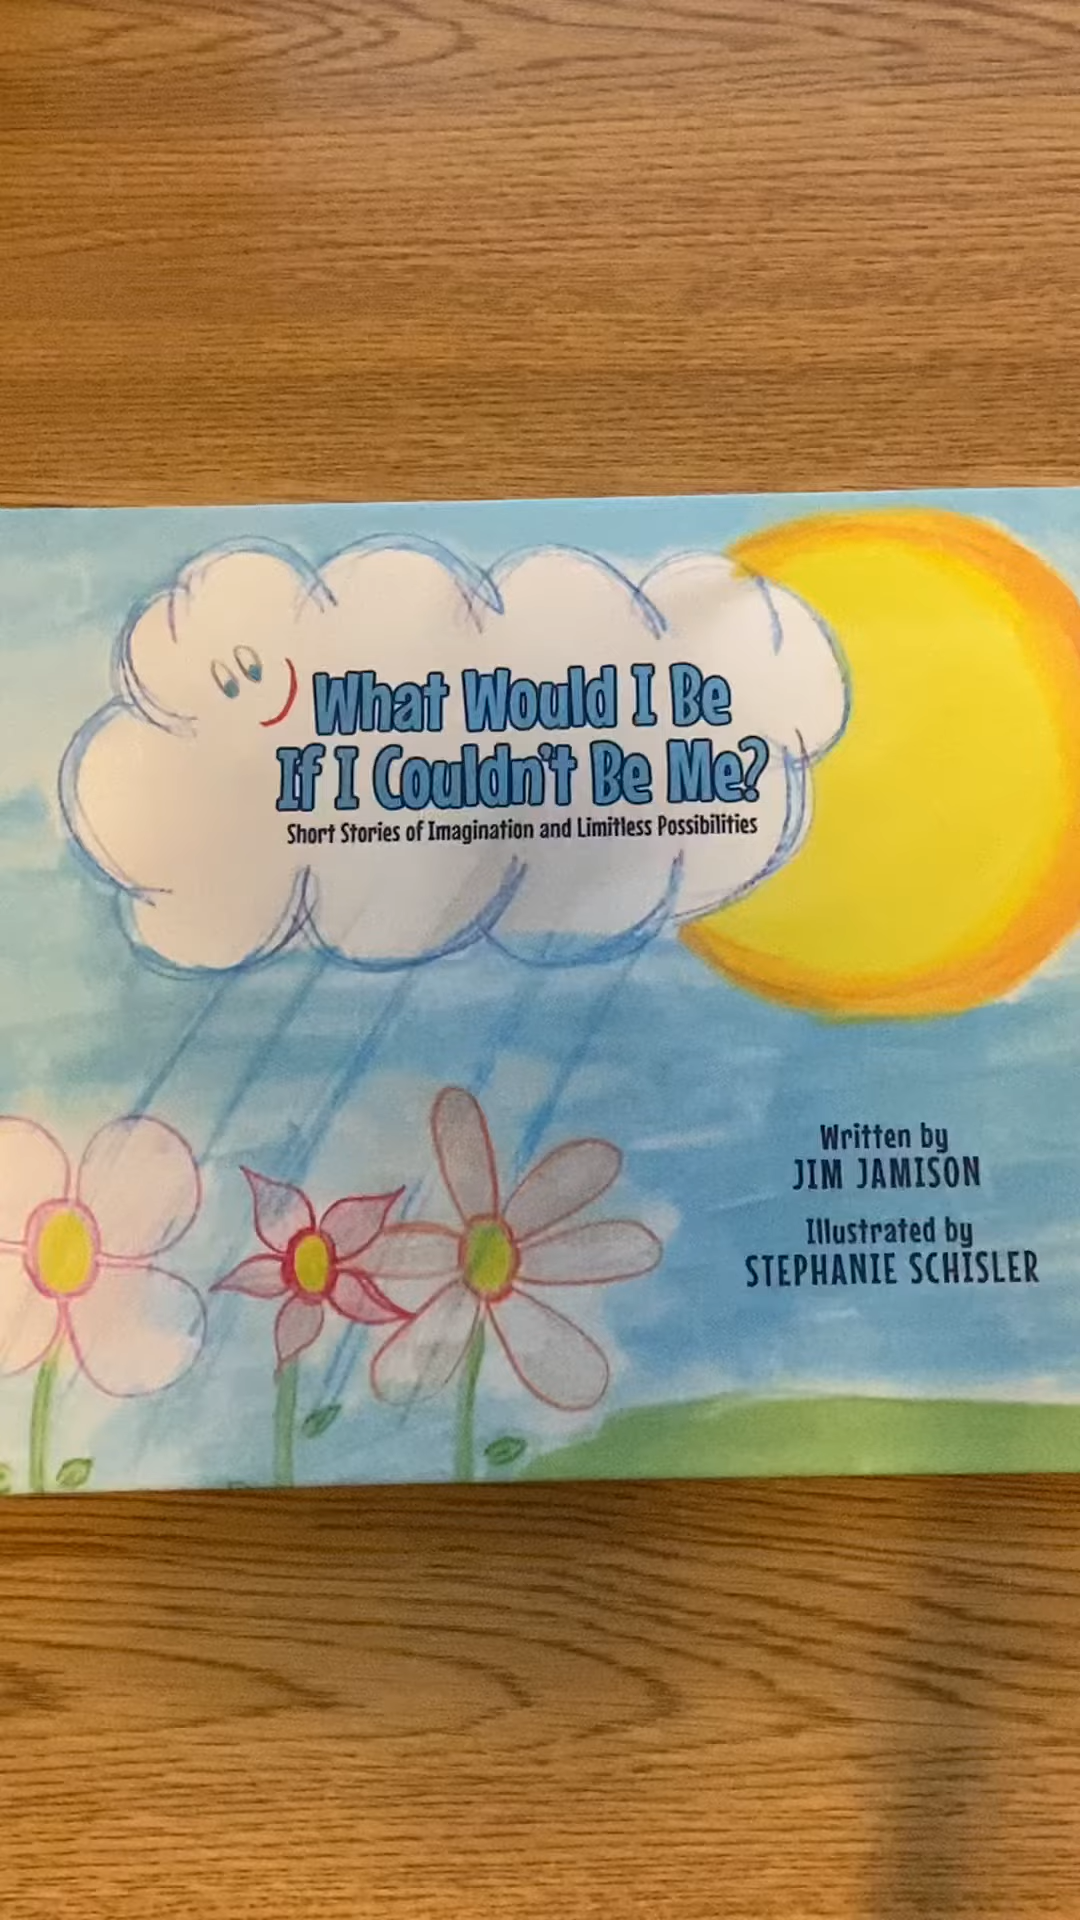 What Would I Be
If I Couldn't Be Me?
Short Stories of Imagination and Limitless Possibilities
Written by
JIM JAMISON
Illustrated by
STEPHANIE SCHISLER